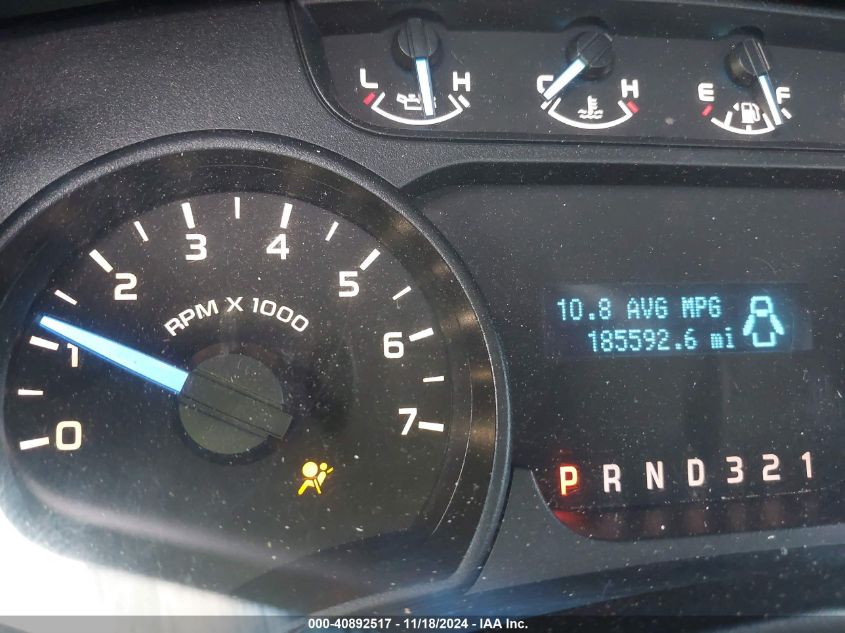 L H
C H
E F
0 1 2 3 4 5 6 7
RPM X 1000
10.8 AVG MPG
185592.6 mi
P R N D 3 2 1
000-40892517 - 11/18/2024 - IAA Inc.